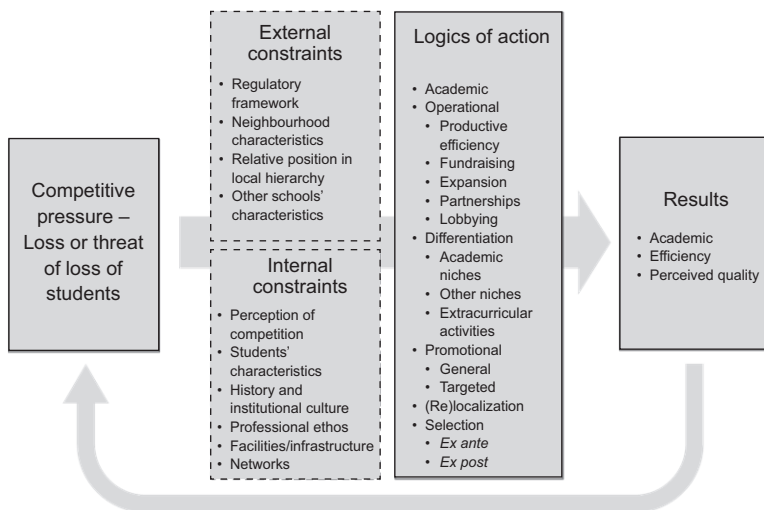 Competitive
pressure –
Loss or threat
of loss of
students
External
constraints
• Regulatory
framework
• Neighbourhood
characteristics
• Relative position in
local hierarchy
• Other schools’
characteristics
Internal
constraints
• Perception of
competition
• Students’
characteristics
• History and
institutional culture
• Professional ethos
• Facilities/infrastructure
• Networks
Logics of action
• Academic
• Operational
• Productive
efficiency
• Fundraising
• Expansion
• Partnerships
• Lobbying
• Differentiation
• Academic
niches
• Other niches
• Extracurricular
activities
• Promotional
• General
• Targeted
• (Re)localization
• Selection
• Ex ante
• Ex post
Results
• Academic
• Efficiency
• Perceived quality